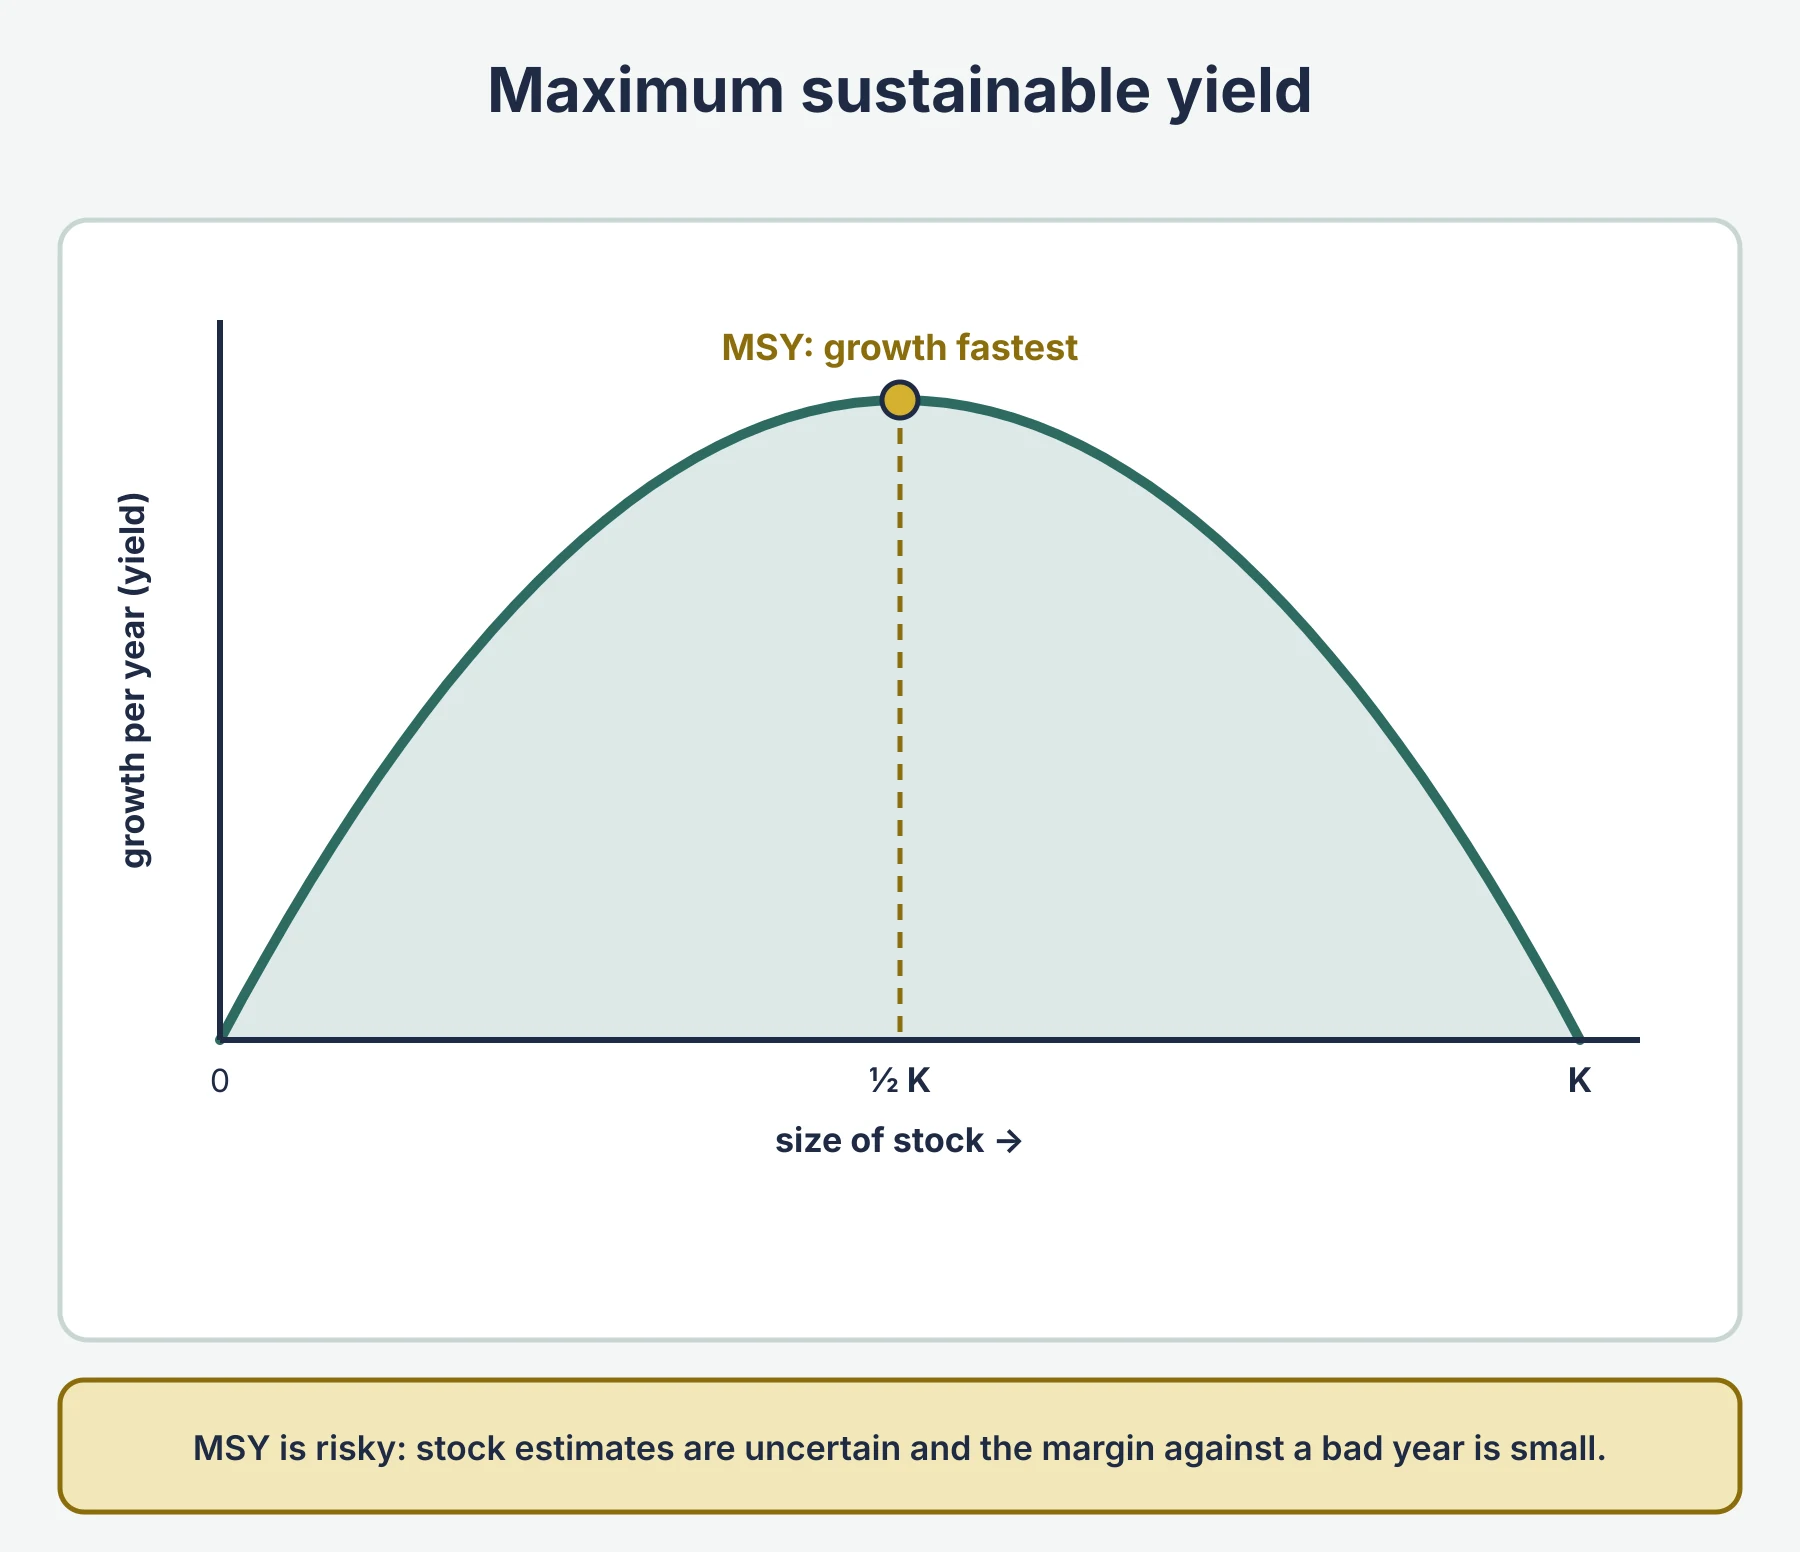 Maximum sustainable yield
MSY: growth fastest
growth per year (yield)
0
½ K
K
size of stock →
MSY is risky: stock estimates are uncertain and the margin against a bad year is small.